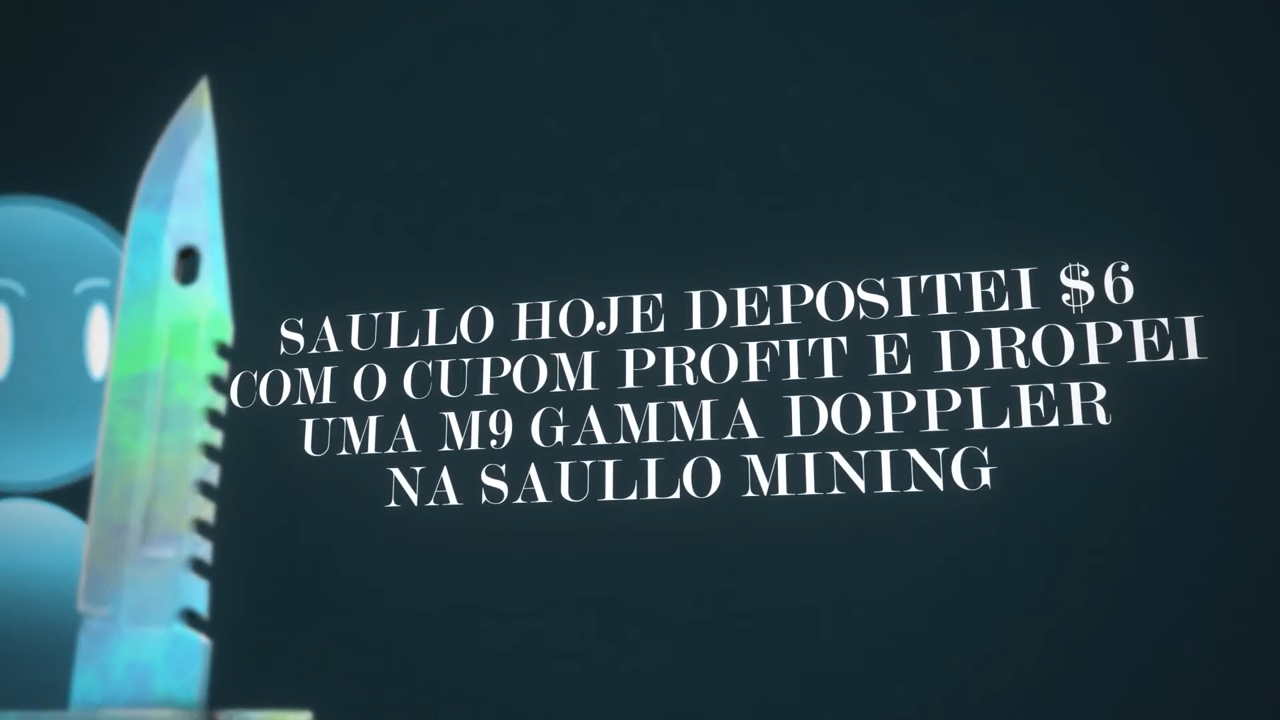 SAULLO HOJE DEPOSITEI $6
COM O CUPOM PROFIT E DROPEI
UMA M9 GAMMA DOPPLER
NA SAULLO MINING